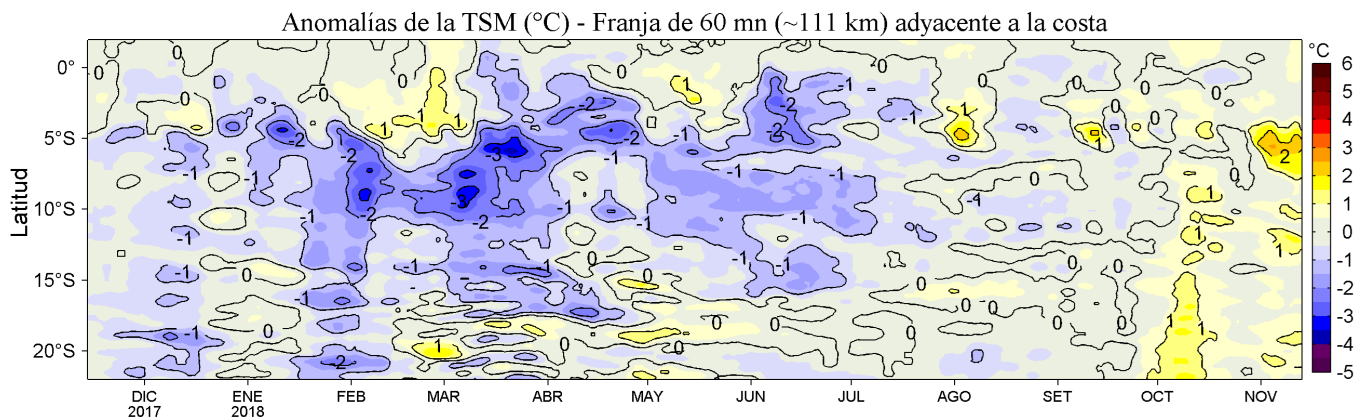 Anomalías de la TSM (°C) - Franja de 60 mn (~111 km) adyacente a la costa
°C
Latitud
0°
5°S
10°S
15°S
20°S
6
5
4
3
2
1
0
-1
-2
-3
-4
-5
DIC ENE FEB MAR ABR MAY JUN JUL AGO SET OCT NOV
2017 2018